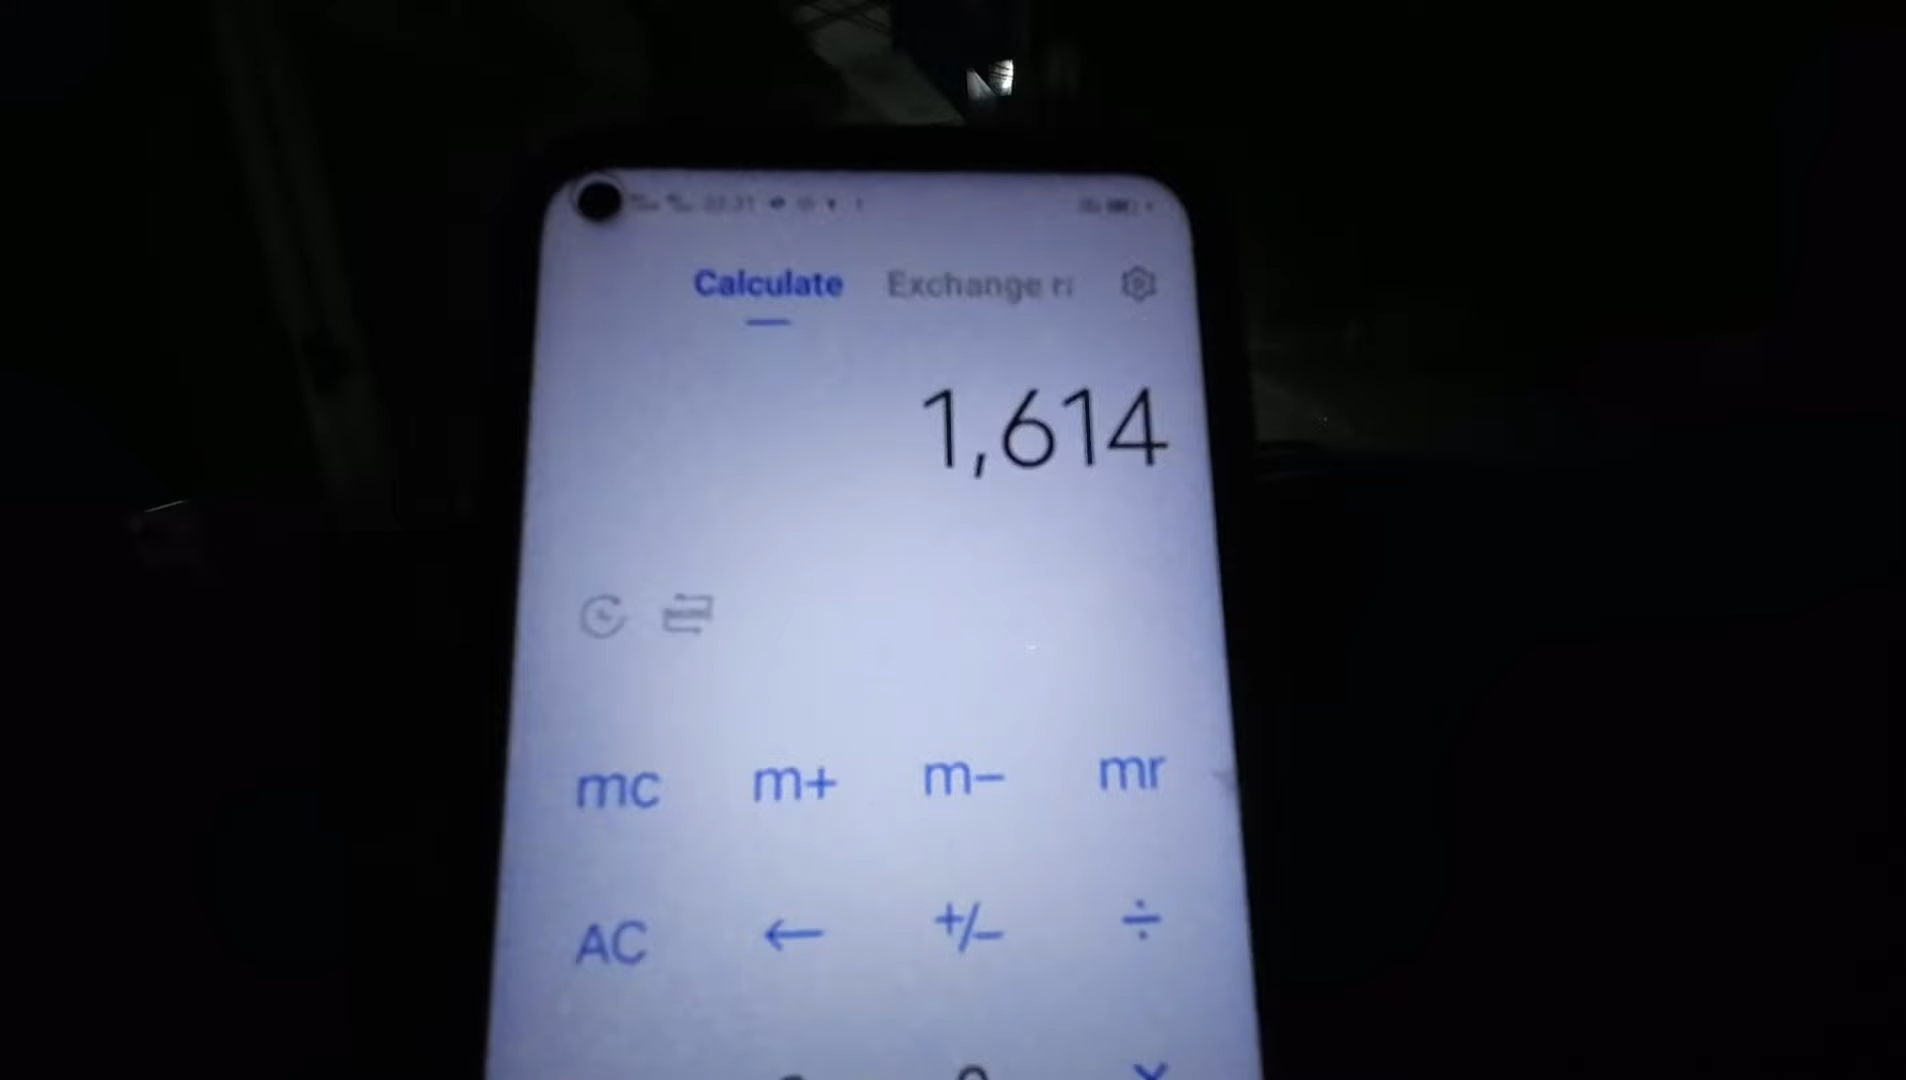 Calculate Exchange r
1,614
mc m+ m− mr
AC ← +/− ÷
×